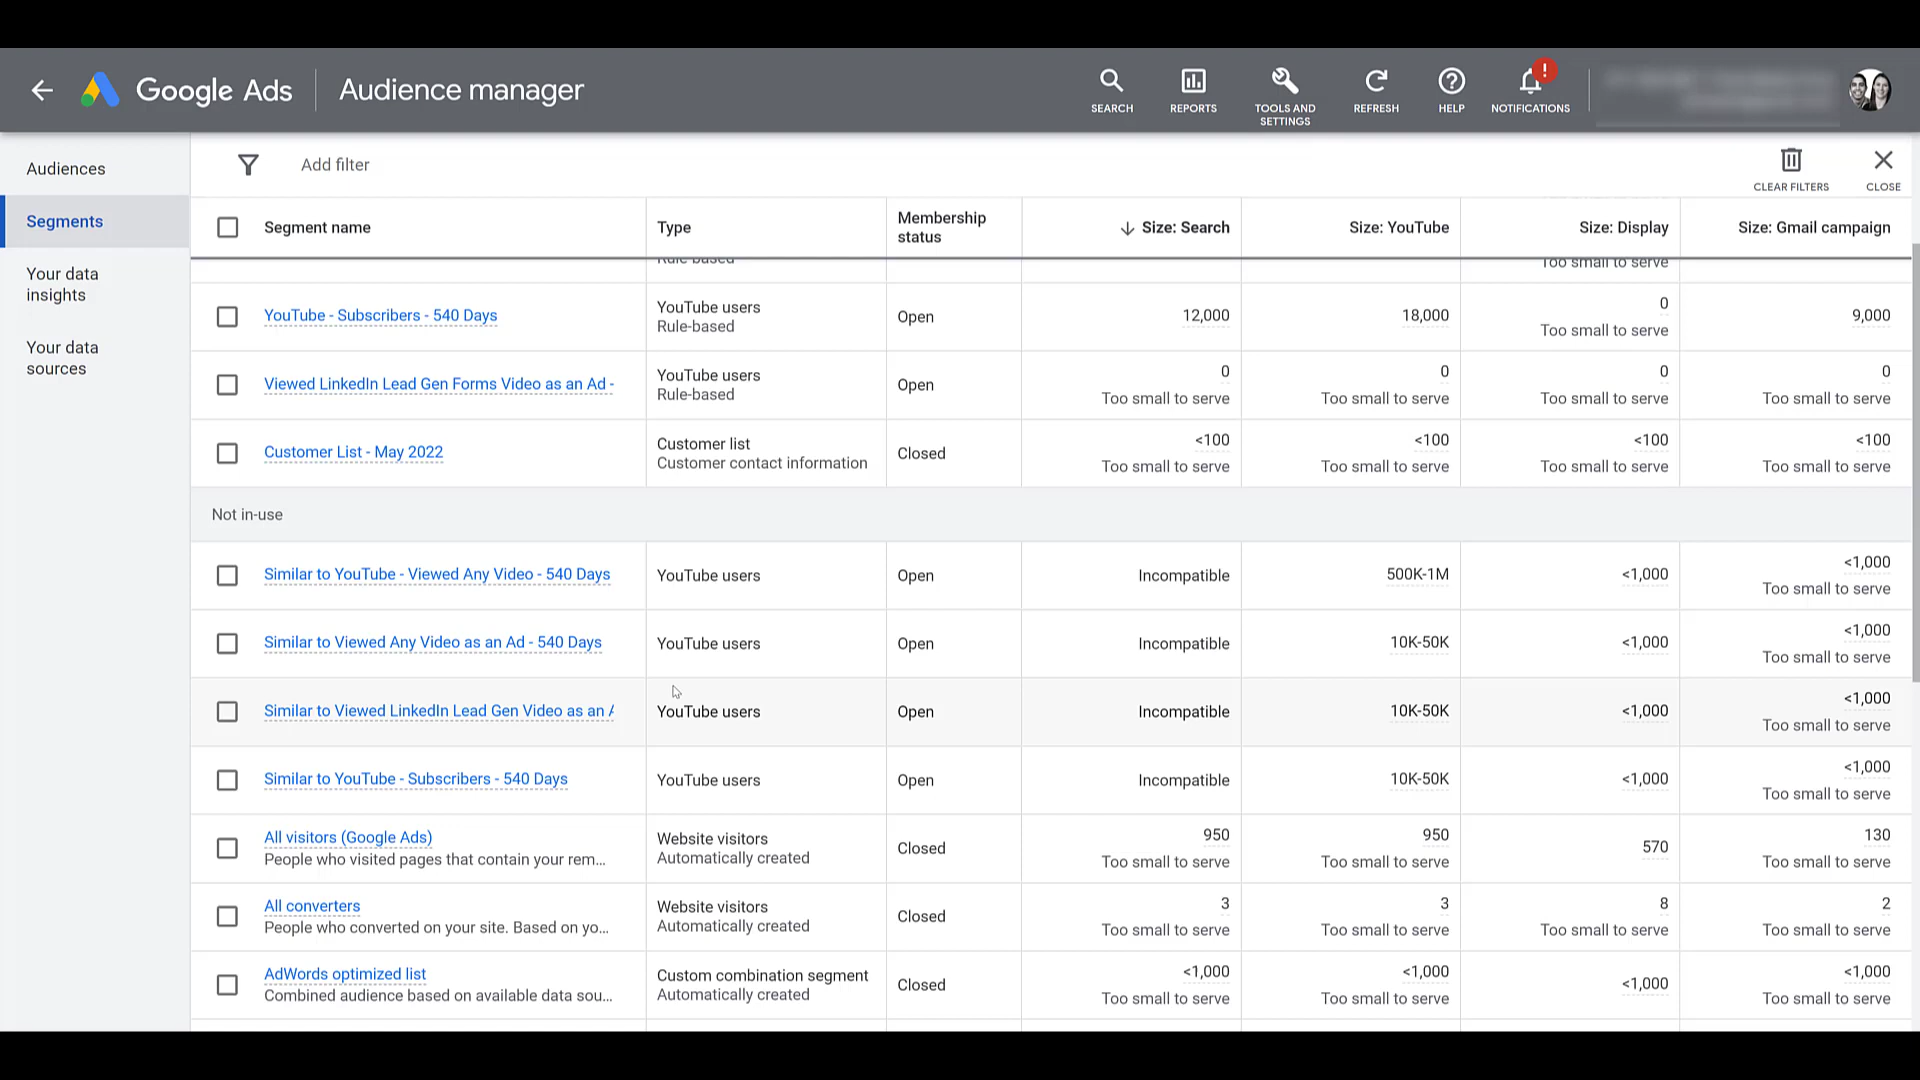 Google Ads
Audience manager
SEARCH
REPORTS
TOOLS AND
SETTINGS
REFRESH
HELP
!
NOTIFICATIONS
Audiences
Segments
Your data
insights
Your data
sources
Add filter
CLEAR FILTERS
CLOSE
Segment name
Type
Membership
status
Size: Search
Size: YouTube
Size: Display
Size: Gmail campaign
Rule-based
Too small to serve
YouTube - Subscribers - 540 Days
YouTube users
Rule-based
Open
12,000
18,000
0
Too small to serve
9,000
Viewed LinkedIn Lead Gen Forms Video as an Ad -
YouTube users
Rule-based
Open
0
Too small to serve
0
Too small to serve
0
Too small to serve
0
Too small to serve
Customer List - May 2022
Customer list
Customer contact information
Closed
<100
Too small to serve
<100
Too small to serve
<100
Too small to serve
<100
Too small to serve
Not in-use
Similar to YouTube - Viewed Any Video - 540 Days
YouTube users
Open
Incompatible
500K-1M
<1,000
<1,000
Too small to serve
Similar to Viewed Any Video as an Ad - 540 Days
YouTube users
Open
Incompatible
10K-50K
<1,000
<1,000
Too small to serve
Similar to Viewed LinkedIn Lead Gen Video as an A
YouTube users
Open
Incompatible
10K-50K
<1,000
<1,000
Too small to serve
Similar to YouTube - Subscribers - 540 Days
YouTube users
Open
Incompatible
10K-50K
<1,000
<1,000
Too small to serve
All visitors (Google Ads)
People who visited pages that contain your rem...
Website visitors
Automatically created
Closed
950
Too small to serve
950
Too small to serve
570
130
Too small to serve
All converters
People who converted on your site. Based on yo...
Website visitors
Automatically created
Closed
3
Too small to serve
3
Too small to serve
8
Too small to serve
2
Too small to serve
AdWords optimized list
Combined audience based on available data sou...
Custom combination segment
Automatically created
Closed
<1,000
Too small to serve
<1,000
Too small to serve
<1,000
<1,000
Too small to serve